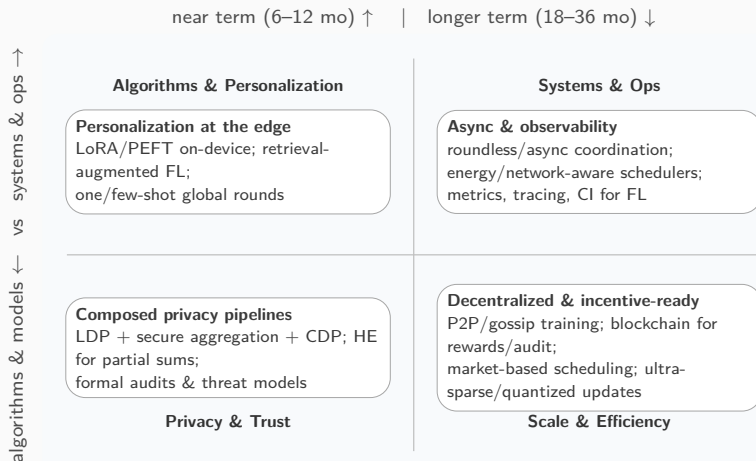 near term (6–12 mo) ↑ | longer term (18–36 mo) ↓
algorithms & models ← vs systems & ops →
Algorithms & Personalization
Personalization at the edge
LoRA/PEFT on-device; retrieval-
augmented FL;
one/few-shot global rounds
Systems & Ops
Async & observability
roundless/async coordination;
energy/network-aware schedulers;
metrics, tracing, CI for FL
Composed privacy pipelines
LDP + secure aggregation + CDP; HE
for partial sums;
formal audits & threat models
Privacy & Trust
Decentralized & incentive-ready
P2P/gossip training; blockchain for
rewards/audit;
market-based scheduling; ultra-
sparse/quantized updates
Scale & Efficiency